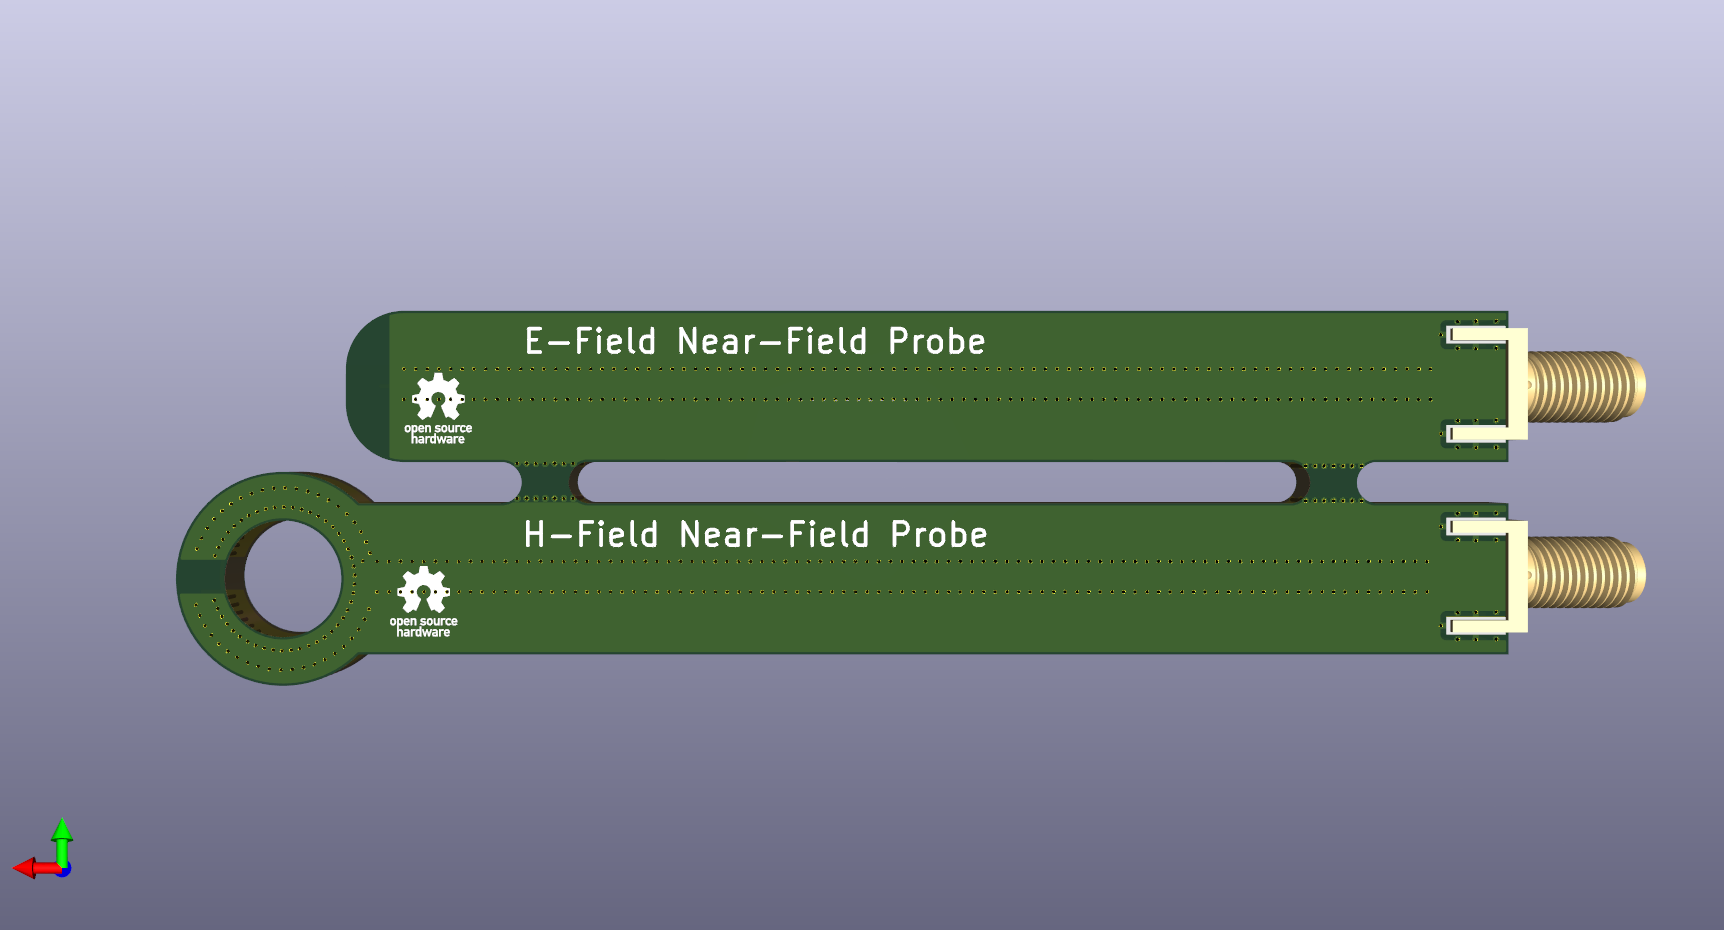 E-Field Near-Field Probe
open source
hardware
H-Field Near-Field Probe
open source
hardware